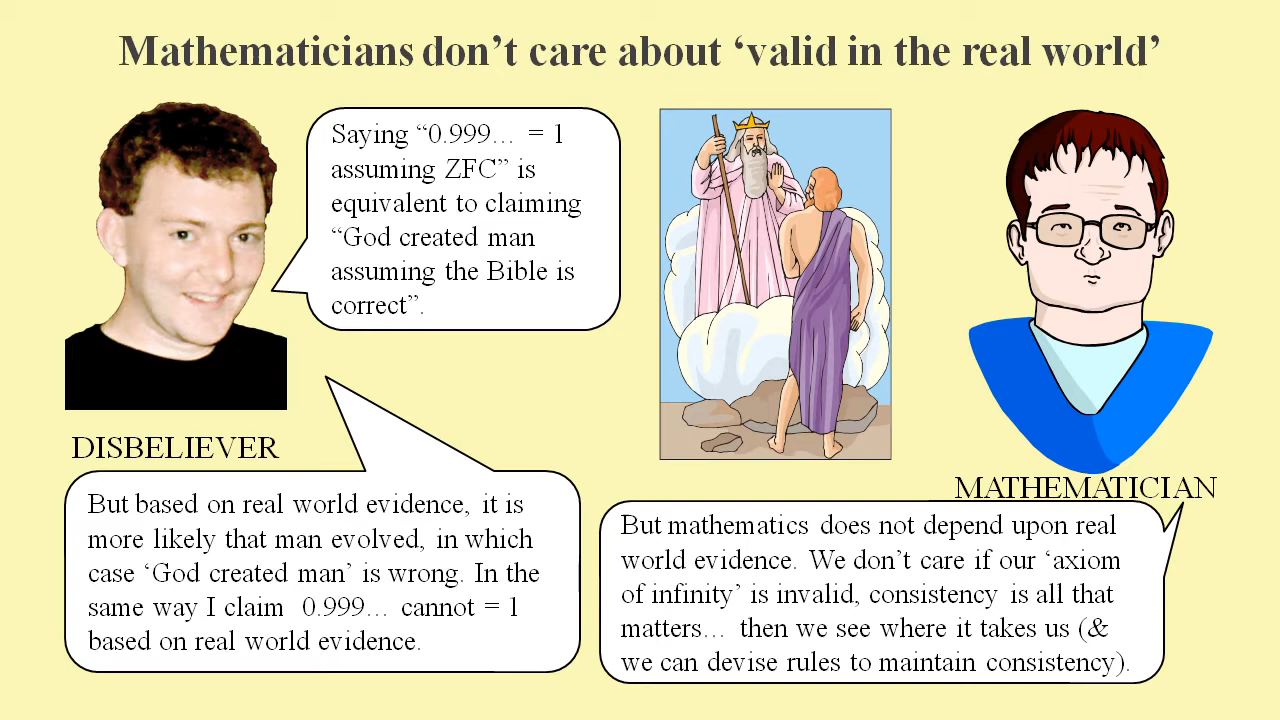 Mathematicians don’t care about ‘valid in the real world’
Saying “0.999… = 1
assuming ZFC” is
equivalent to claiming
“God created man
assuming the Bible is
correct”.
DISBELIEVER
But based on real world evidence, it is
more likely that man evolved, in which
case ‘God created man’ is wrong. In the
same way I claim 0.999… cannot = 1
based on real world evidence.
MATHEMATICIAN
But mathematics does not depend upon real
world evidence. We don’t care if our ‘axiom
of infinity’ is invalid, consistency is all that
matters… then we see where it takes us (&
we can devise rules to maintain consistency).